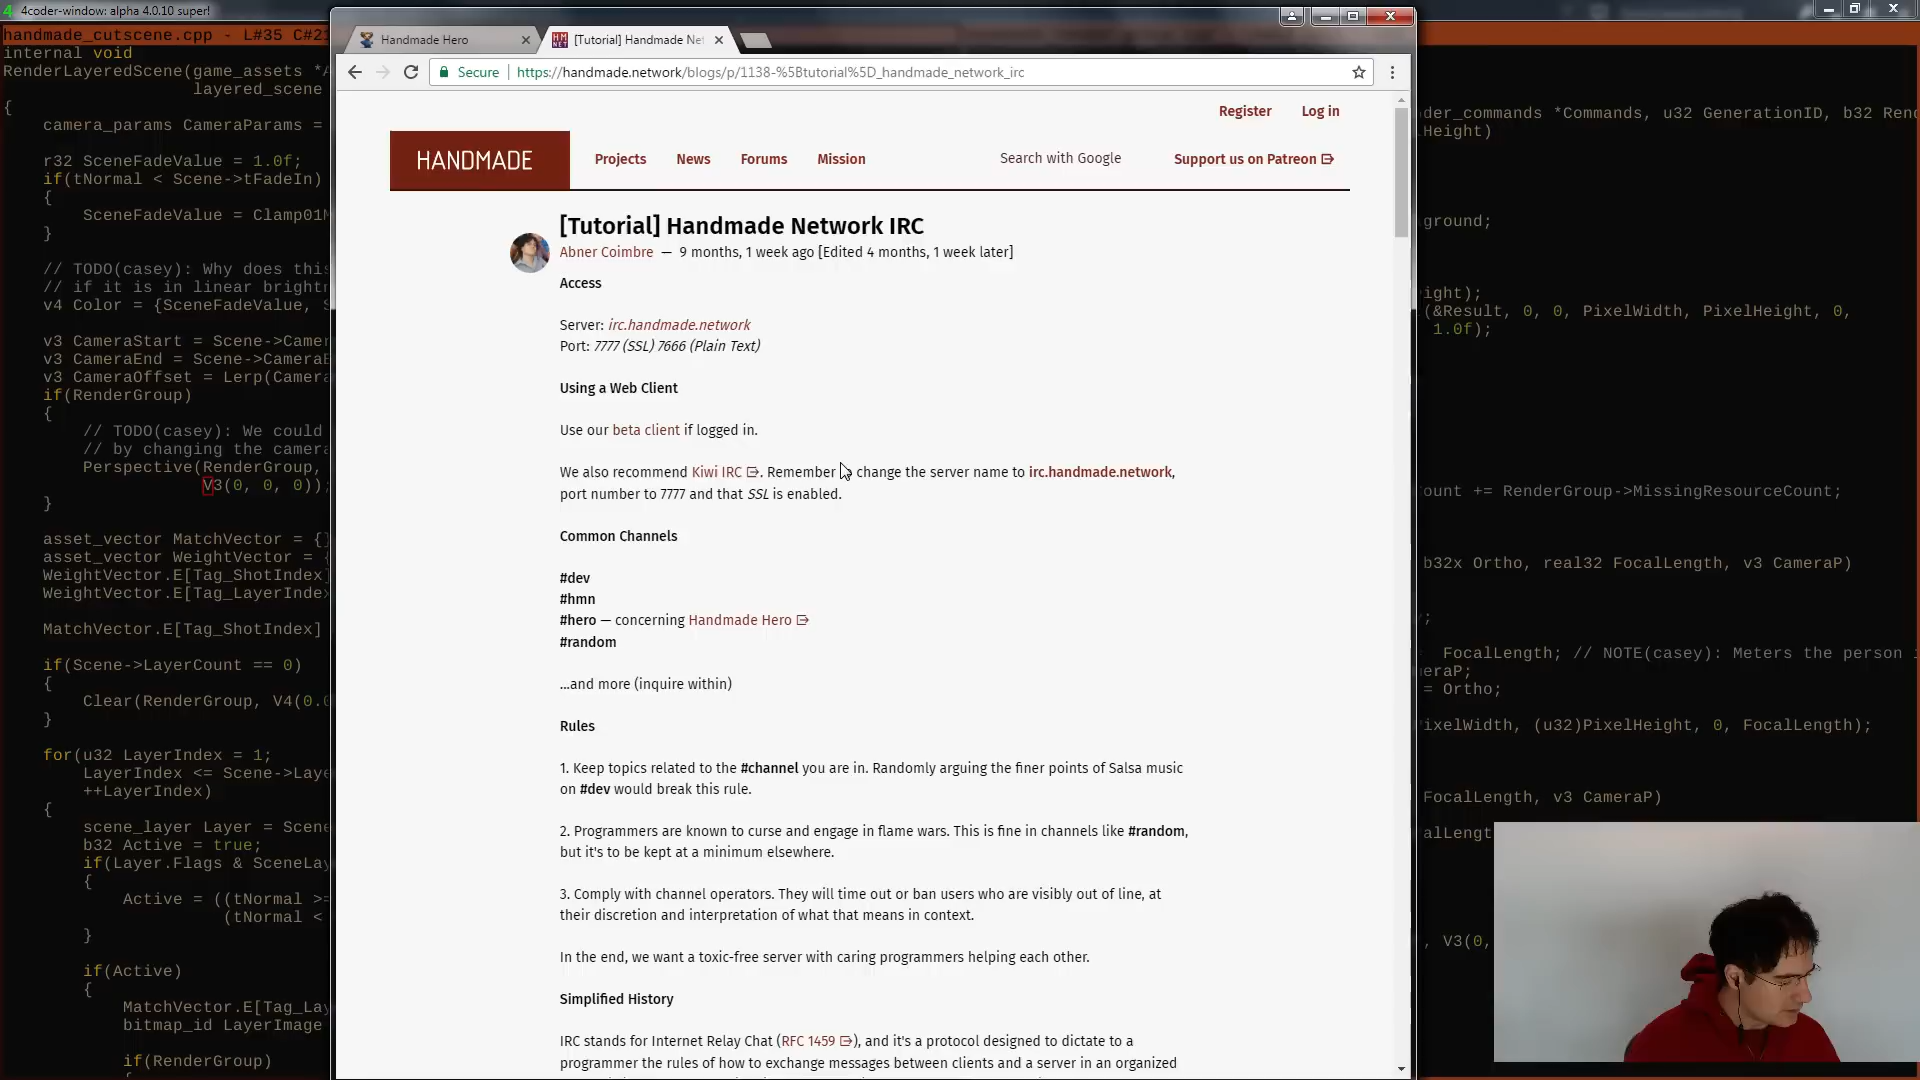 4coder-window: alpha 4.0.10 super!
handmade_cutscene.cpp - L#35 C#21
internal void
RenderLayeredScene(game_assets *
layered_scene
{
camera_params CameraParams =
r32 SceneFadeValue = 1.0f;
if(tNormal < Scene->tFadeIn)
{
SceneFadeValue = Clamp01M
}
// TODO(casey): Why does this
// if it is in linear bright
v4 Color = {SceneFadeValue, S
v3 CameraStart = Scene->Camer
v3 CameraEnd = Scene->CameraE
v3 CameraOffset = Lerp(Camera
if(RenderGroup)
{
// TODO(casey): We could
// by changing the camera
Perspective(RenderGroup,
V3(0, 0, 0));
}
asset_vector MatchVector = {}
asset_vector WeightVector = {
WeightVector.E[Tag_ShotIndex]
WeightVector.E[Tag_LayerIndex
MatchVector.E[Tag_ShotIndex]
if(Scene->LayerCount == 0)
{
Clear(RenderGroup, V4(0.0
}
for(u32 LayerIndex = 1;
LayerIndex <= Scene->Laye
++LayerIndex)
{
scene_layer Layer = Scene
b32 Active = true;
if(Layer.Flags & SceneLay
{
Active = ((tNormal >=
(tNormal <
}
if(Active)
{
MatchVector.E[Tag_Lay
bitmap_id LayerImage
if(RenderGroup)
Handmade Hero
[Tutorial] Handmade Net
Secure
https://handmade.network/blogs/p/1138-%5Btutorial%5D_handmade_network_irc
Register Log in
HANDMADE
Projects News Forums Mission
Search with Google
Support us on Patreon
[Tutorial] Handmade Network IRC
Abner Coimbre — 9 months, 1 week ago [Edited 4 months, 1 week later]
Access
Server: irc.handmade.network
Port: 7777 (SSL) 7666 (Plain Text)
Using a Web Client
Use our beta client if logged in.
We also recommend Kiwi IRC. Remember change the server name to irc.handmade.network,
port number to 7777 and that SSL is enabled.
Common Channels
#dev
#hmn
#hero — concerning Handmade Hero
#random
...and more (inquire within)
Rules
1. Keep topics related to the #channel you are in. Randomly arguing the finer points of Salsa music
on #dev would break this rule.
2. Programmers are known to curse and engage in flame wars. This is fine in channels like #random,
but it's to be kept at a minimum elsewhere.
3. Comply with channel operators. They will time out or ban users who are visibly out of line, at
their discretion and interpretation of what that means in context.
In the end, we want a toxic-free server with caring programmers helping each other.
Simplified History
IRC stands for Internet Relay Chat (RFC 1459), and it's a protocol designed to dictate to a
programmer the rules of how to exchange messages between clients and a server in an organized
der_commands *Commands, u32 GenerationID, b32 Rend
Height)
ground;
ight);
(&Result, 0, 0, PixelWidth, PixelHeight, 0,
1.0f);
ount += RenderGroup->MissingResourceCount;
b32x Ortho, real32 FocalLength, v3 CameraP)
;
FocalLength; // NOTE(casey): Meters the person
eraP;
= Ortho;
ixelWidth, (u32)PixelHeight, 0, FocalLength);
FocalLength, v3 CameraP)
alLength
, V3(0,